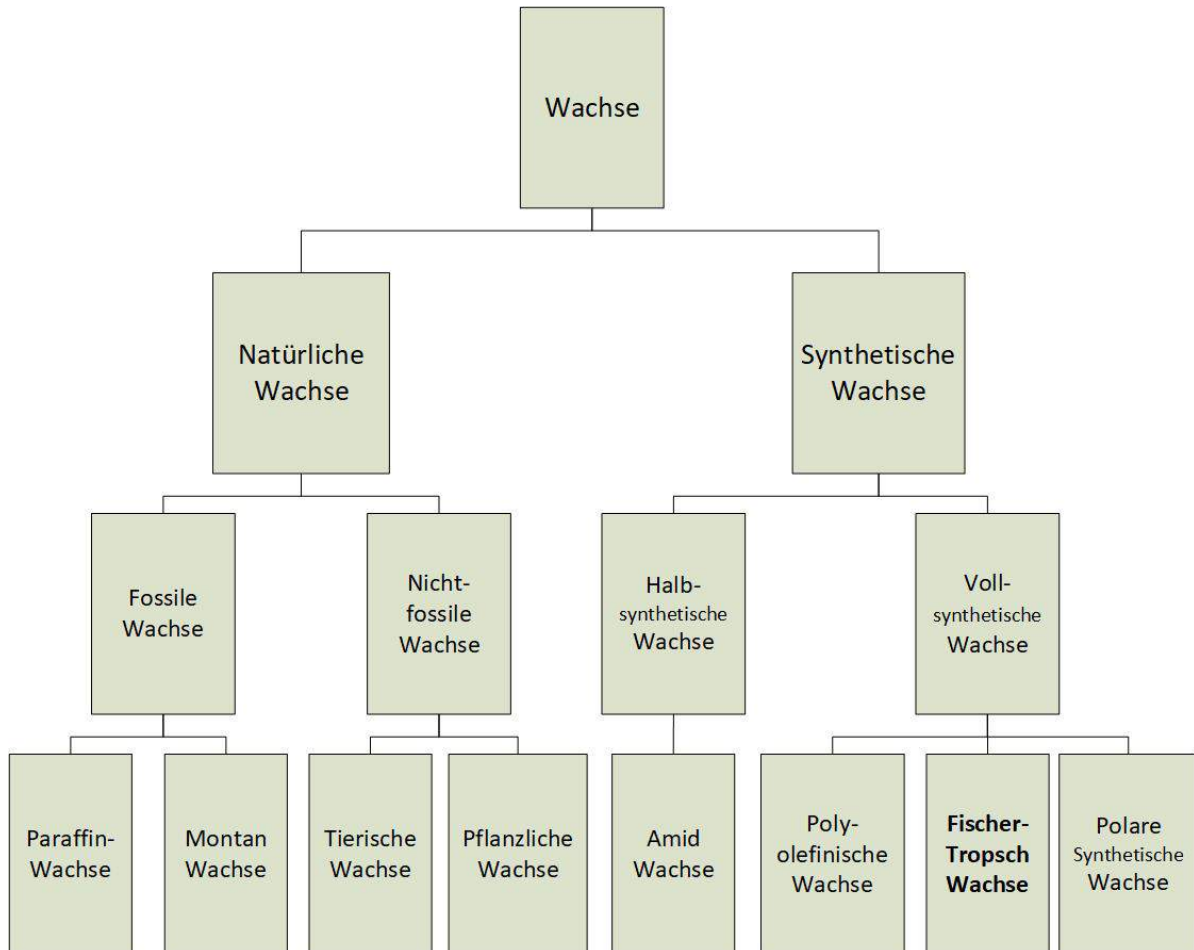 Wachse
Natürliche
Wachse
Synthetische
Wachse
Fossile
Wachse
Nicht-
fossile
Wachse
Halb-
synthetische
Wachse
Voll-
synthetische
Wachse
Paraffin-
Wachse
Montan
Wachse
Tierische
Wachse
Pflanzliche
Wachse
Amid
Wachse
Poly-
olefinische
Wachse
Fischer-
Tropsch
Wachse
Polare
Synthetische
Wachse